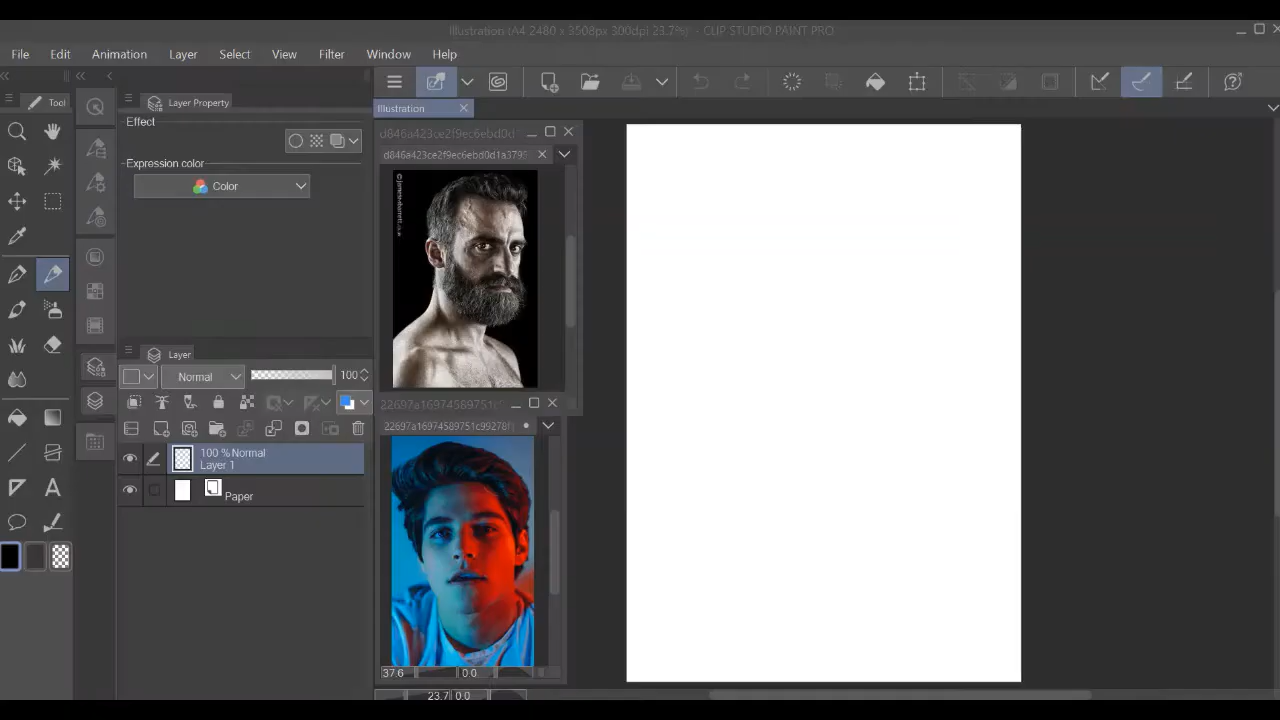 Illustration (A4 2480 x 3508px 300dpi 23.7%) - CLIP STUDIO PAINT PRO
File Edit Animation Layer Select View Filter Window Help
Tool
Layer Property
Illustration
Effect
d846a423ce2f9ec6ebd0d
d846a423ce2f9ec6ebd0d1a3795
Expression color
Color
Layer
Normal 100
22697a16974589751c
22697a16974589751c99278f
100 % Normal
Layer 1
Paper
A
37.6 0.0
23.7 0.0